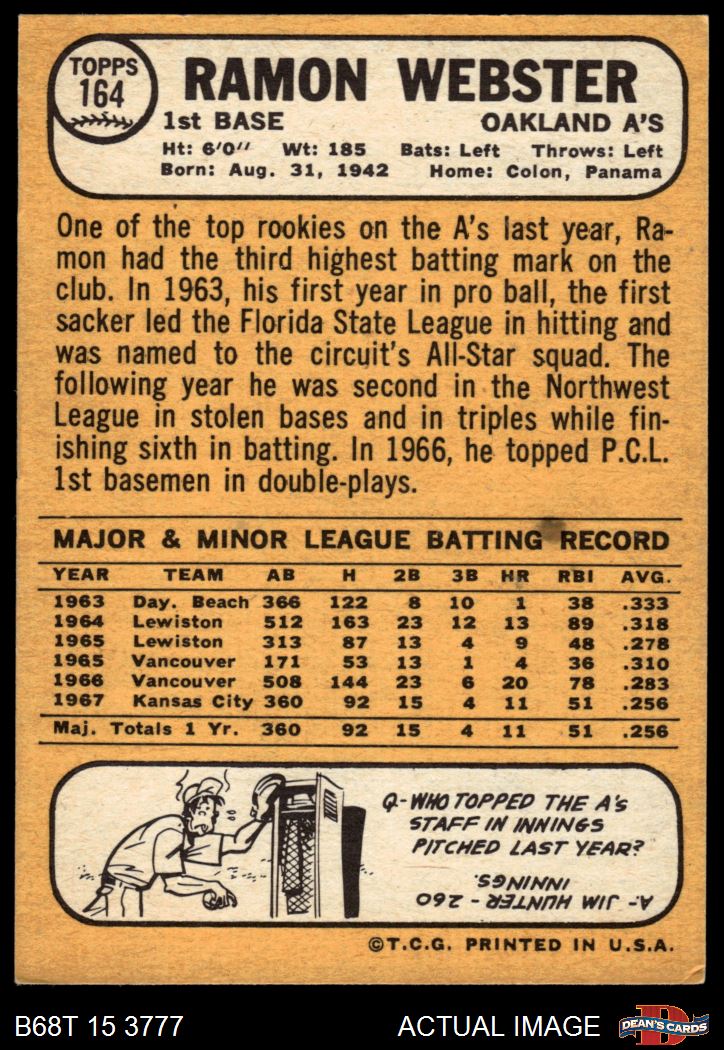 TOPPS
164
RAMON WEBSTER
1st BASE OAKLAND A'S
Ht: 6'0" Wt: 185 Bats: Left Throws: Left
Born: Aug. 31, 1942 Home: Colon, Panama
One of the top rookies on the A's last year, Ra-
mon had the third highest batting mark on the
club. In 1963, his first year in pro ball, the first
sacker led the Florida State League in hitting and
was named to the circuit's All-Star squad. The
following year he was second in the Northwest
League in stolen bases and in triples while fin-
ishing sixth in batting. In 1966, he topped P.C.L.
1st basemen in double-plays.
MAJOR & MINOR LEAGUE BATTING RECORD
YEAR TEAM AB H 2B 3B HR RBI AVG.
1963 Day. Beach 366 122 8 10 1 38 .333
1964 Lewiston 512 163 23 12 13 89 .318
1965 Lewiston 313 87 13 4 9 48 .278
1965 Vancouver 171 53 13 1 4 36 .310
1966 Vancouver 508 144 23 6 20 78 .283
1967 Kansas City 360 92 15 4 11 51 .256
Maj. Totals 1 Yr. 360 92 15 4 11 51 .256
Q- WHO TOPPED THE A's
STAFF IN INNINGS
PITCHED LAST YEAR?
A- JIM HUNTER - 260
INNINGS.
©T.C.G. PRINTED IN U.S.A.
B68T 15 3777 ACTUAL IMAGE D DEAN'S CARDS